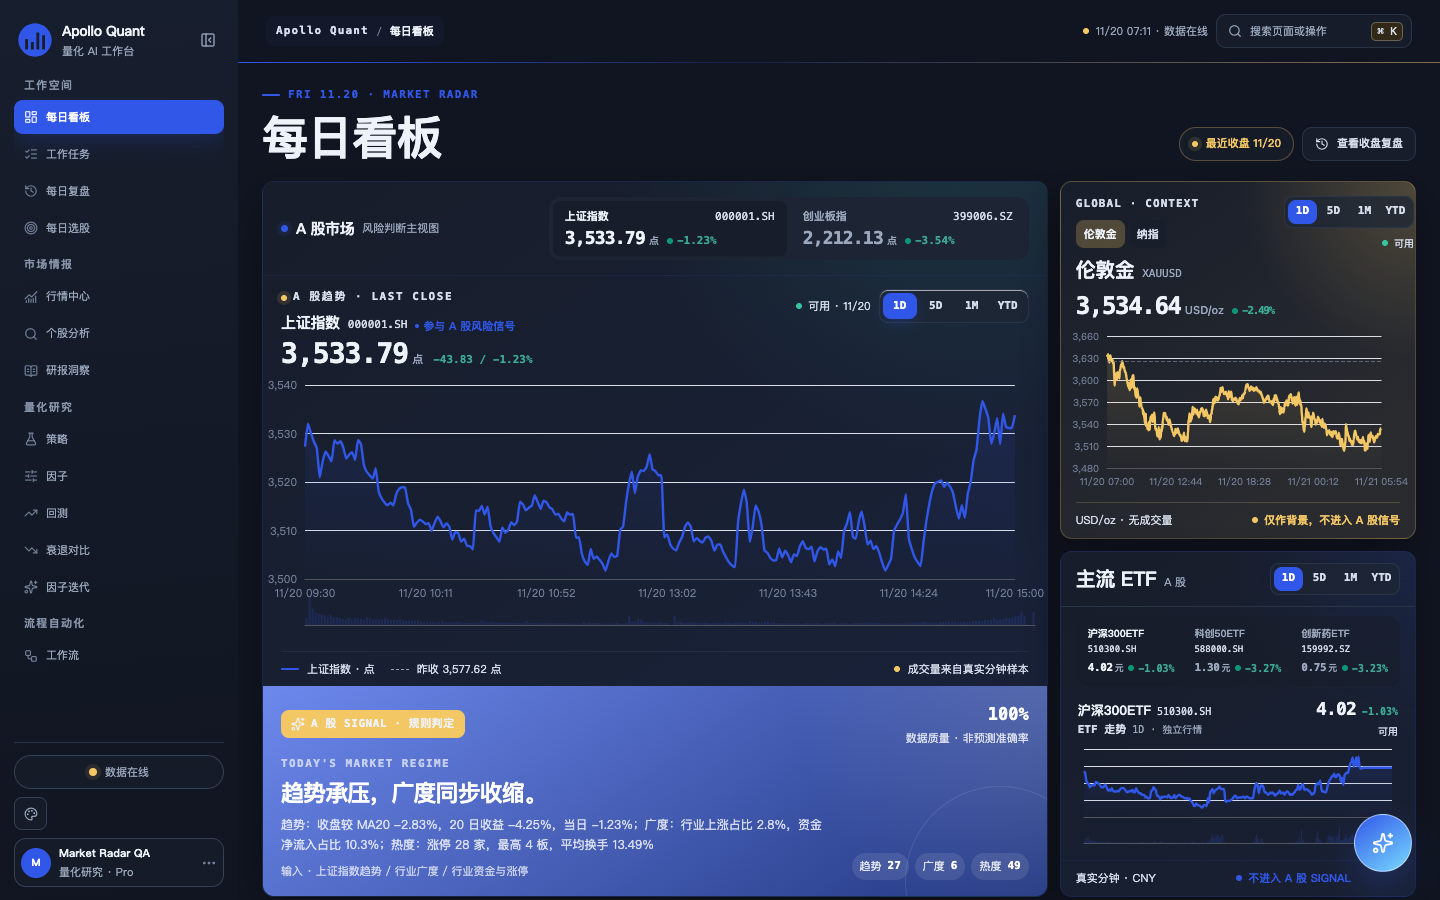 Apollo Quant
量化 AI 工作台
工作空间
每日看板
工作任务
每日复盘
每日选股
市场情报
行情中心
个股分析
研报洞察
量化研究
策略
因子
回测
衰退对比
因子迭代
流程自动化
工作流
数据在线
M
Market Radar QA
量化研究 · Pro
Apollo Quant / 每日看板
11/20 07:11 · 数据在线
搜索页面或操作
⌘ K
FRI 11.20 · MARKET RADAR
每日看板
最近收盘 11/20
查看收盘复盘
A 股市场 风险判断主视图
上证指数 000001.SH
3,533.79 点 −1.23%
创业板指 399006.SZ
2,212.13 点 −3.54%
A 股趋势 · LAST CLOSE
上证指数 000001.SH 参与 A 股风险信号
3,533.79 点 −43.83 / −1.23%
可用 · 11/20
1D 5D 1M YTD
3,540
3,530
3,520
3,510
3,500
11/20 09:30 11/20 10:11 11/20 10:52 11/20 13:02 11/20 13:43 11/20 14:24 11/20 15:00
上证指数 · 点 昨收 3,577.62 点
成交量来自真实分钟样本
A 股 SIGNAL · 规则判定
100%
数据质量 · 非预测准确率
TODAY'S MARKET REGIME
趋势承压，广度同步收缩。
趋势：收盘较 MA20 −2.83%，20 日收益 −4.25%，当日 −1.23%；广度：行业上涨占比 2.8%，资金
净流入占比 10.3%；热度：涨停 28 家，最高 4 板，平均换手 13.49%
输入 · 上证指数趋势 / 行业广度 / 行业资金与涨停
趋势 27 广度 6 热度 49
GLOBAL · CONTEXT
1D 5D 1M YTD
伦敦金 纳指
可用
伦敦金 XAUUSD
3,534.64 USD/oz −2.49%
3,660
3,630
3,600
3,570
3,540
3,510
3,480
11/20 07:00 11/20 12:44 11/20 18:28 11/21 00:12 11/21 05:54
USD/oz · 无成交量
仅作背景，不进入 A 股信号
主流 ETF A 股
1D 5D 1M YTD
沪深300ETF
510300.SH
4.02 元 −1.03%
科创50ETF
588000.SH
1.30 元 −3.27%
创新药ETF
159992.SZ
0.75 元 −3.23%
沪深300ETF 510300.SH
4.02 −1.03%
ETF 走势 1D · 独立行情
可用
真实分钟 · CNY
不进入 A 股 SIGNAL